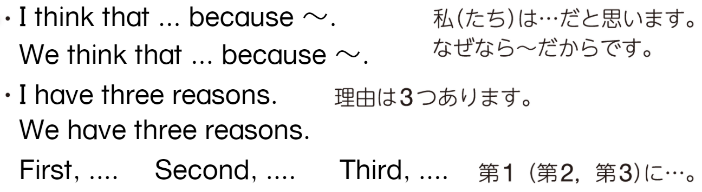 ・I think that ... because ～. 私(たち)は…だと思います。
We think that ... because ～. なぜなら～だからです。
・I have three reasons. 理由は3つあります。
We have three reasons.
First, .... Second, .... Third, .... 第1（第2，第3)に…。